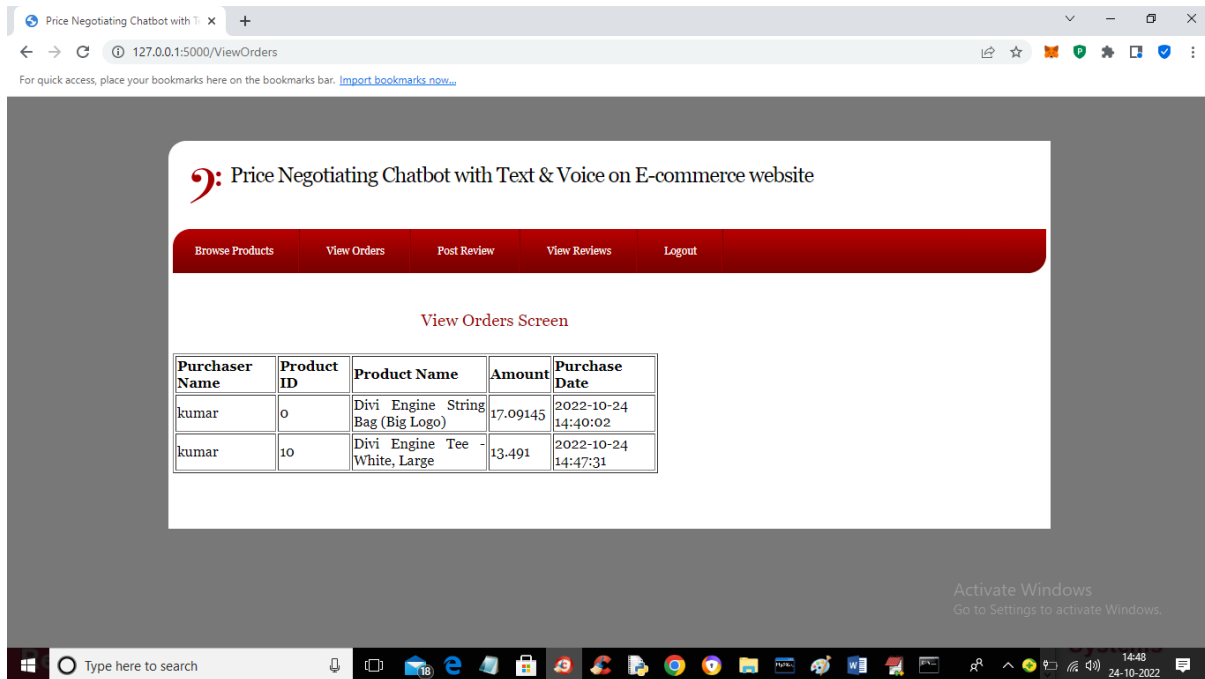 Price Negotiating Chatbot with T
127.0.0.1:5000/ViewOrders
For quick access, place your bookmarks here on the bookmarks bar. Import bookmarks now...
Price Negotiating Chatbot with Text & Voice on E-commerce website
Browse Products View Orders Post Review View Reviews Logout
View Orders Screen
Purchaser Name Product ID Product Name Amount Purchase Date
kumar 0 Divi Engine String Bag (Big Logo) 17.09145 2022-10-24 14:40:02
kumar 10 Divi Engine Tee - White, Large 13.491 2022-10-24 14:47:31
Activate Windows
Go to Settings to activate Windows.
Type here to search
18
14:48
24-10-2022